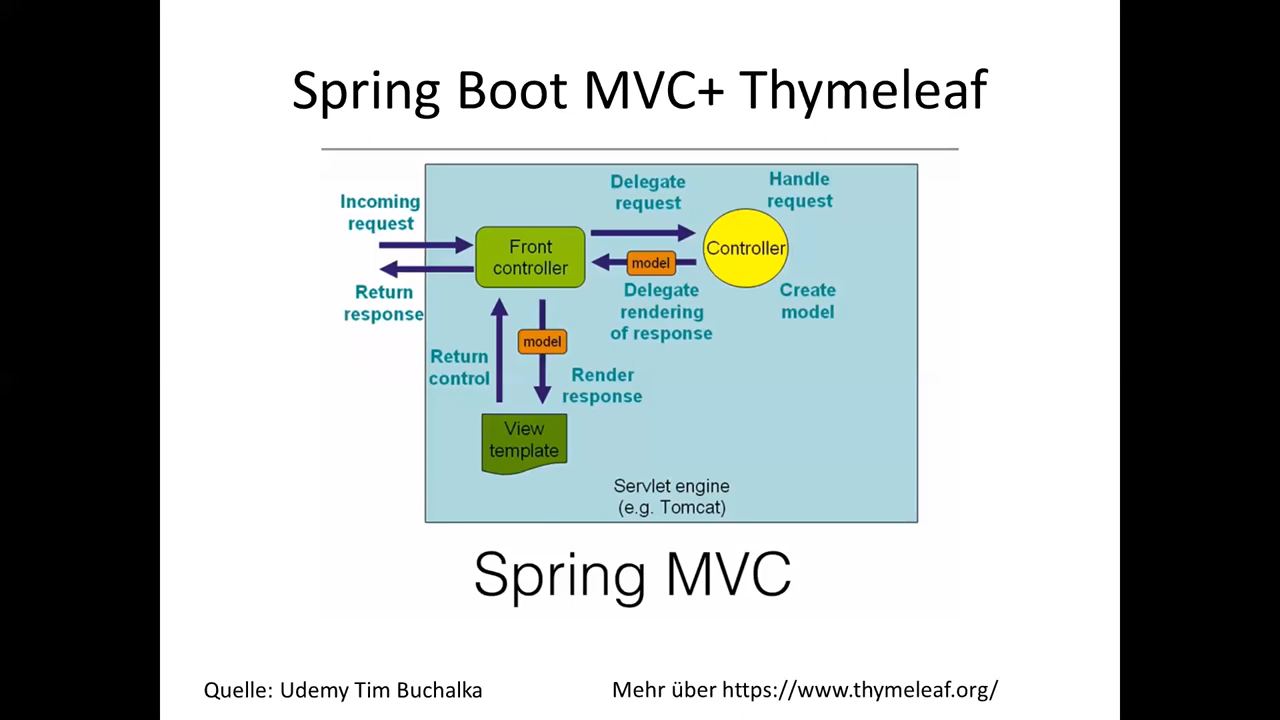 Spring Boot MVC+ Thymeleaf
Incoming
request
Return
response
Front
controller
Delegate
request
model
Delegate
rendering
of response
Handle
request
Controller
Create
model
Return
control
model
Render
response
View
template
Servlet engine
(e.g. Tomcat)
Spring MVC
Quelle: Udemy Tim Buchalka
Mehr über https://www.thymeleaf.org/